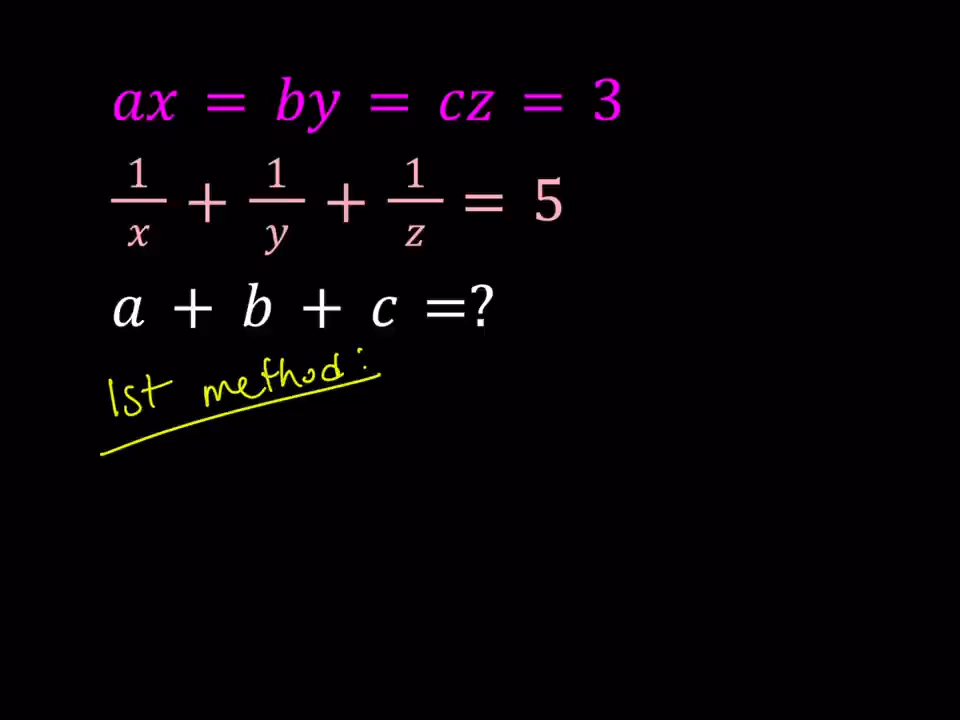 ax = by = cz = 3
1/x + 1/y + 1/z = 5
a + b + c =?
1st method: